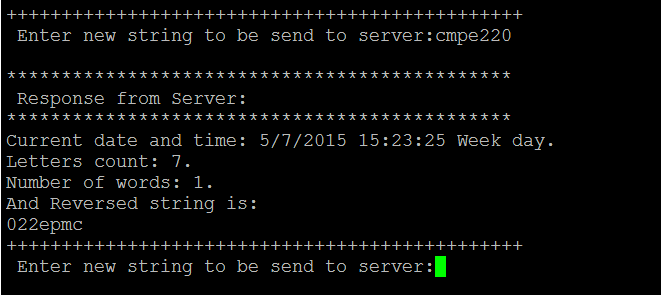 +++++++++++++++++++++++++++++++++++++++++++++++
Enter new string to be send to server:cmpe220
**********************************************
Response from Server:
**********************************************
Current date and time: 5/7/2015 15:23:25 Week day.
Letters count: 7.
Number of words: 1.
And Reversed string is:
022epmc
+++++++++++++++++++++++++++++++++++++++++++++++
Enter new string to be send to server: